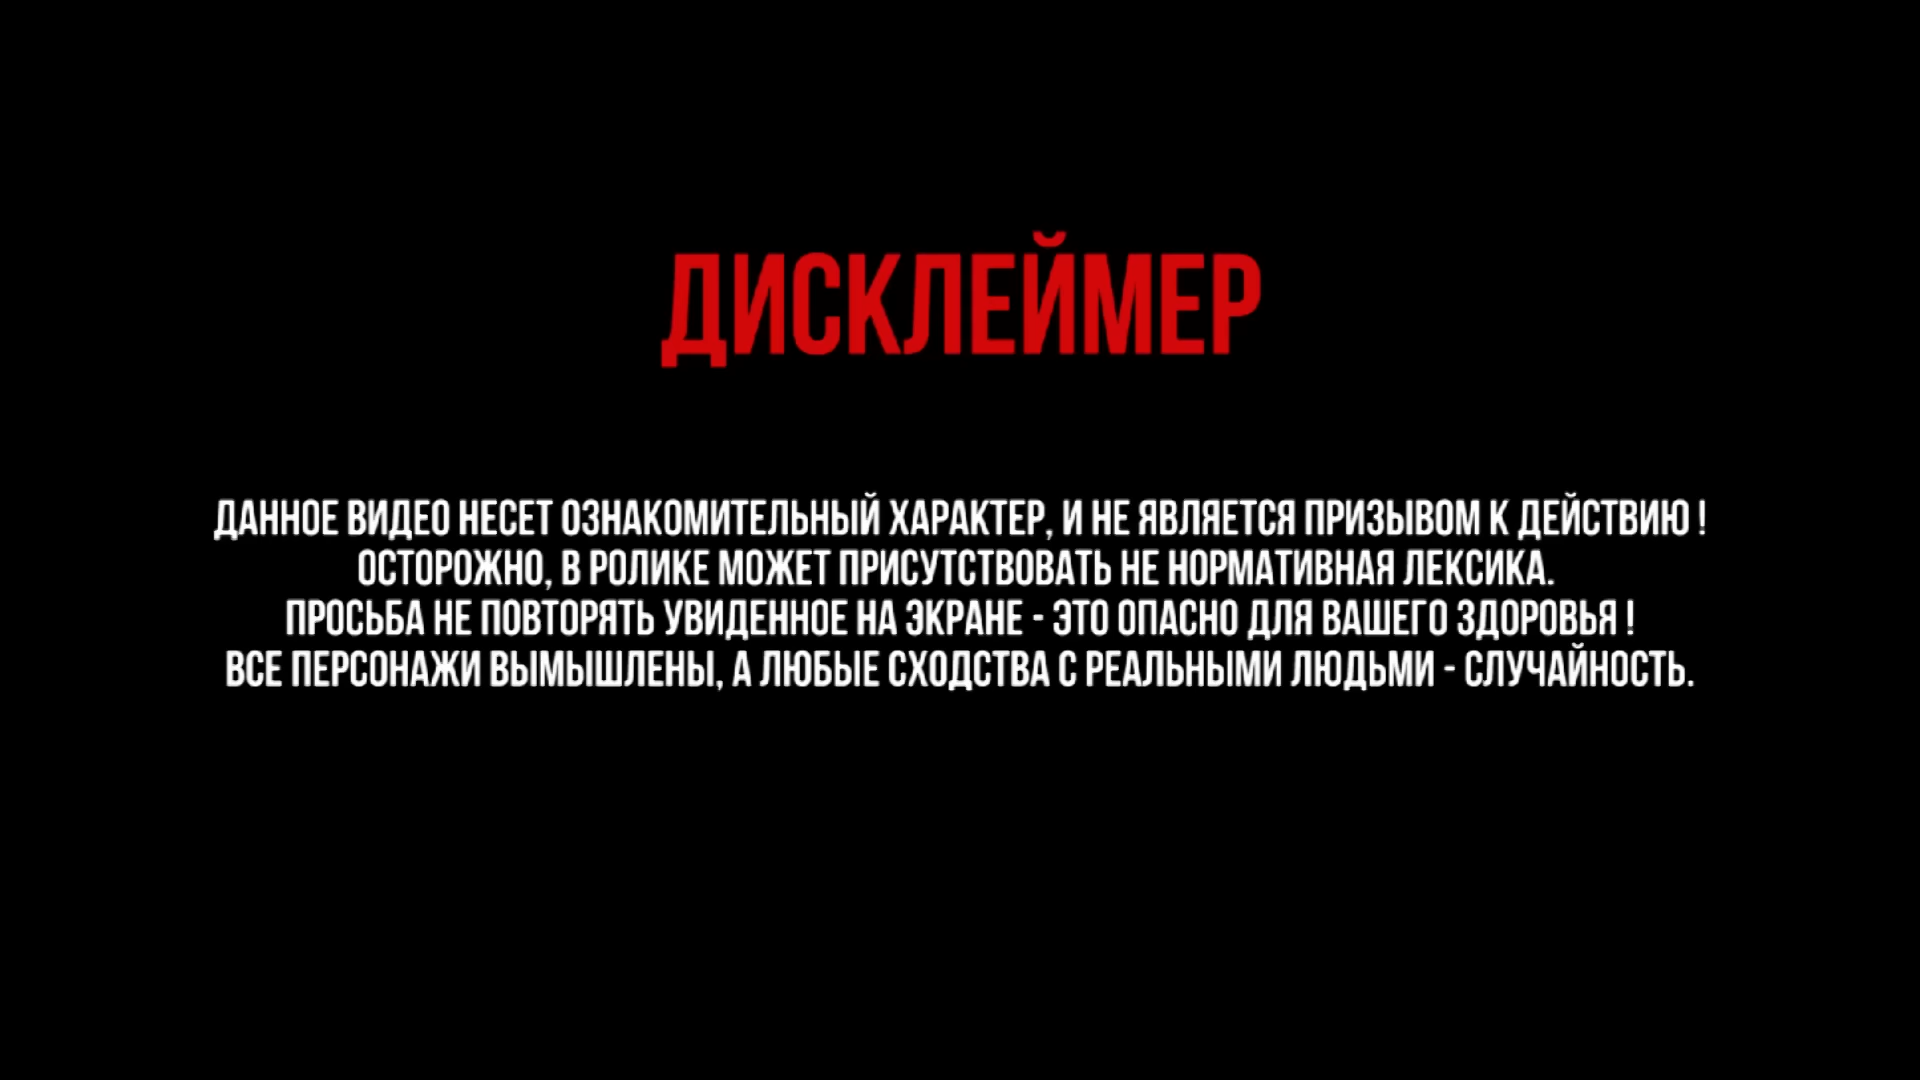 ДИСКЛЕЙМЕР
ДАННОЕ ВИДЕО НЕСЕТ ОЗНАКОМИТЕЛЬНЫЙ ХАРАКТЕР, И НЕ ЯВЛЯЕТСЯ ПРИЗЫВОМ К ДЕЙСТВИЮ !
ОСТОРОЖНО, В РОЛИКЕ МОЖЕТ ПРИСУТСТВОВАТЬ НЕ НОРМАТИВНАЯ ЛЕКСИКА.
ПРОСЬБА НЕ ПОВТОРЯТЬ УВИДЕННОЕ НА ЭКРАНЕ - ЭТО ОПАСНО ДЛЯ ВАШЕГО ЗДОРОВЬЯ !
ВСЕ ПЕРСОНАЖИ ВЫМЫШЛЕНЫ, А ЛЮБЫЕ СХОДСТВА С РЕАЛЬНЫМИ ЛЮДЬМИ - СЛУЧАЙНОСТЬ.